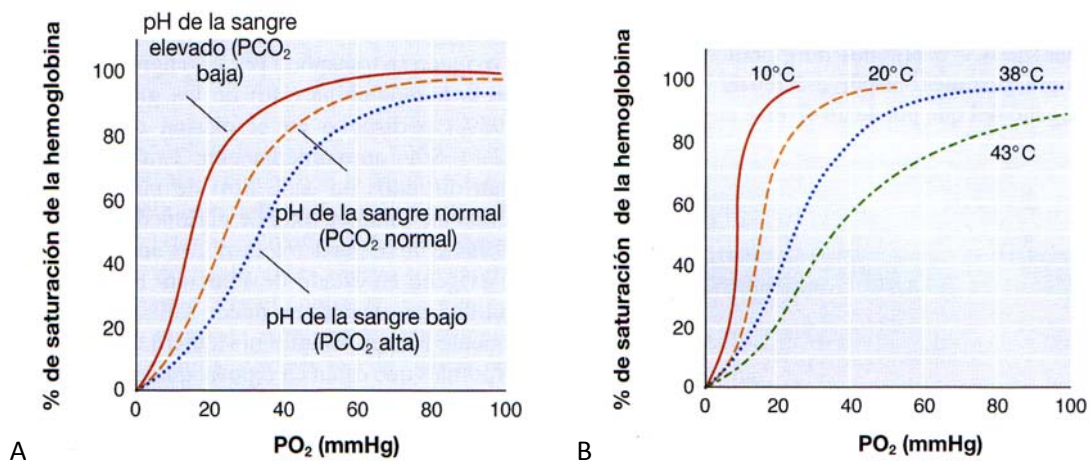 pH de la sangre
elevado (PCO₂
baja)
% de saturación de la hemoglobina
100
80
60
40
20
0
pH de la sangre normal
(PCO₂ normal)
pH de la sangre bajo
(PCO₂ alta)
0 20 40 60 80 100
PO₂ (mmHg)
A
% de saturación de la hemoglobina
100
80
60
40
20
0
10°C 20°C 38°C
43°C
0 20 40 60 80 100
PO₂ (mmHg)
B